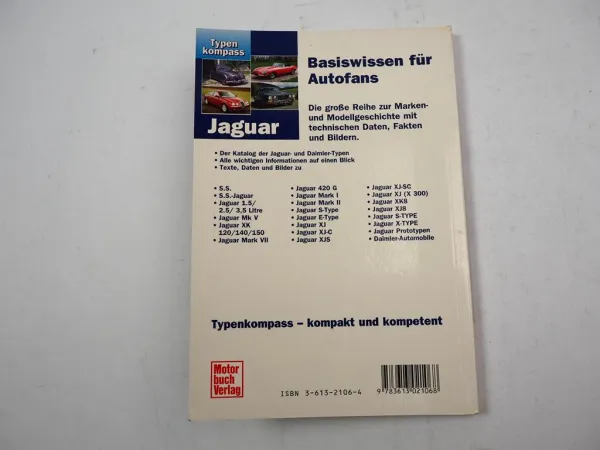 Typen
kompass
Jaguar
Basiswissen für
Autofans
Die große Reihe zur Marken-
und Modellgeschichte mit
technischen Daten, Fakten
und Bildern.
• Der Katalog der Jaguar- und Daimler-Typen
• Alle wichtigen Informationen auf einen Blick
• Texte, Daten und Bilder zu
• S.S.
• S.S.-Jaguar
• Jaguar 1.5/
2.5/ 3,5 Litre
• Jaguar Mk V
• Jaguar XK
120/140/150
• Jaguar Mark VII
• Jaguar 420 G
• Jaguar Mark I
• Jaguar Mark II
• Jaguar S-Type
• Jaguar E-Type
• Jaguar XJ
• Jaguar XJ-C
• Jaguar XJS
• Jaguar XJ-SC
• Jaguar XJ (X 300)
• Jaguar XK8
• Jaguar XJ8
• Jaguar S-TYPE
• Jaguar X-TYPE
• Jaguar Prototypen
• Daimler-Automobile
Typenkompass – kompakt und kompetent
Motor
buch
Verlag
ISBN 3-613-2106-4
9 783613 021068